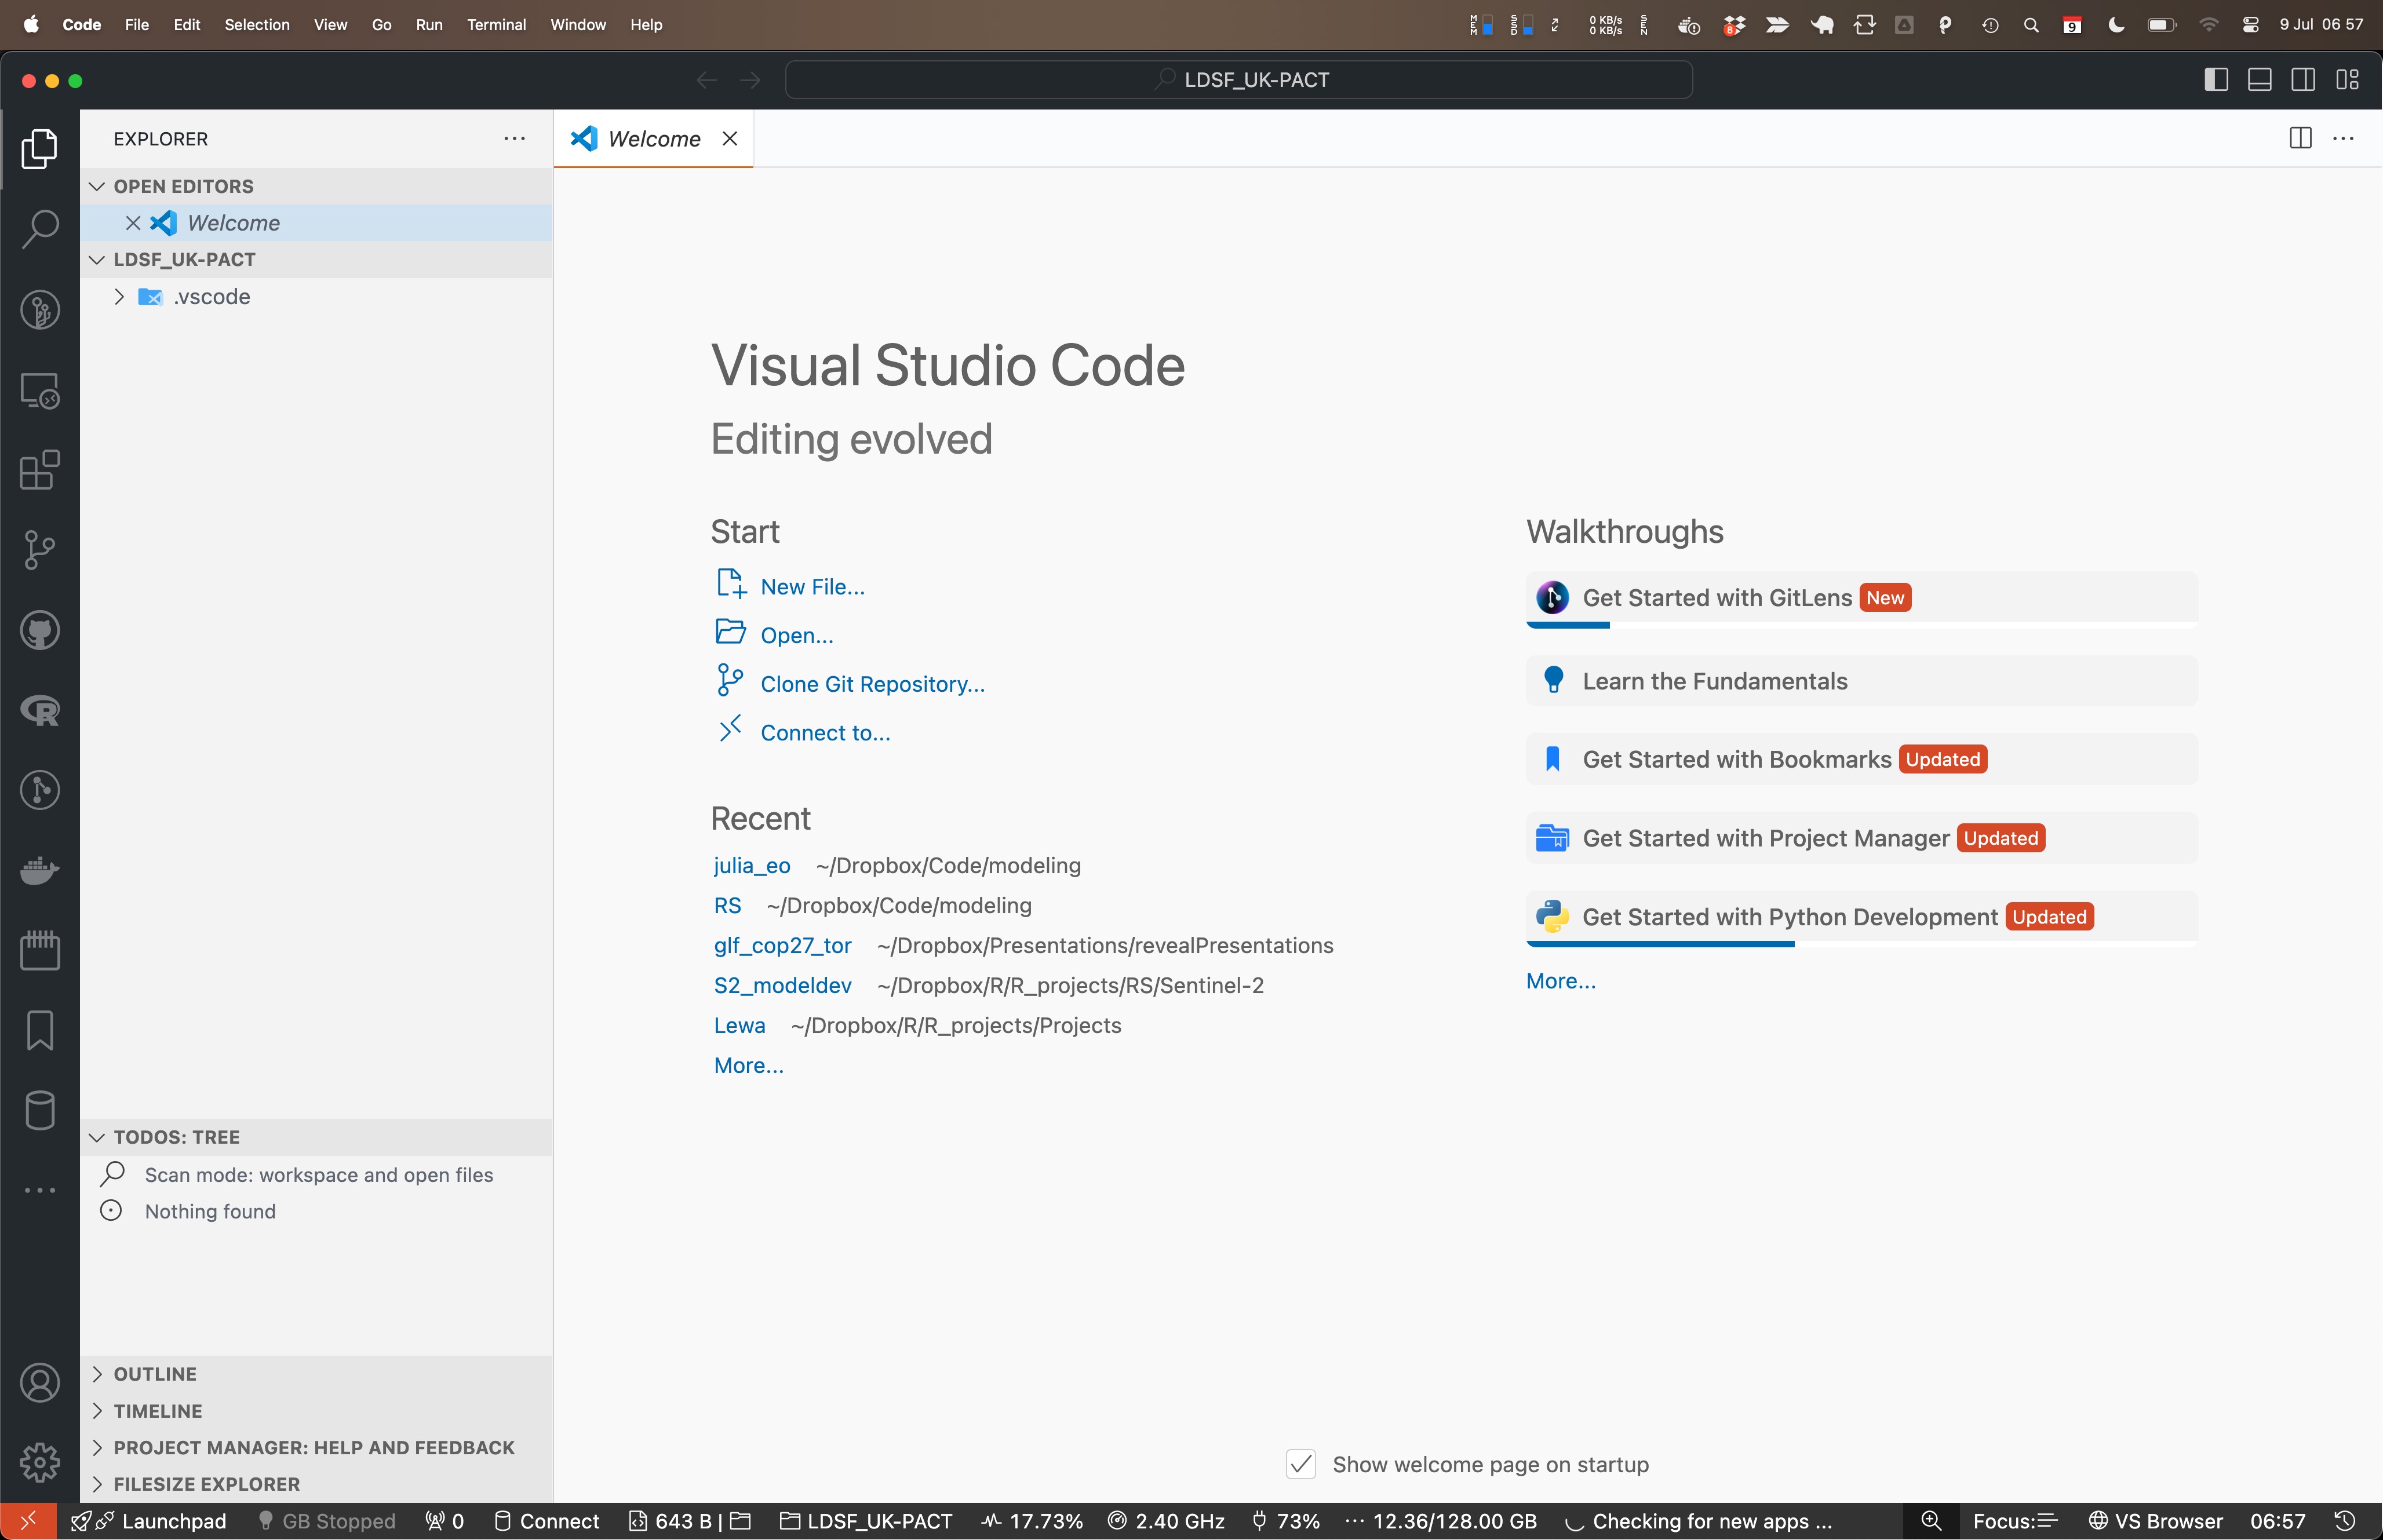 Code File Edit Selection View Go Run Terminal Window Help
MEM SSD 0 KB/s 0 KB/s SEN 8 9 9 Jul 06 57
LDSF_UK-PACT
EXPLORER
Welcome
OPEN EDITORS
Welcome
LDSF_UK-PACT
.vscode
Visual Studio Code
Editing evolved
Start
New File...
Open...
Clone Git Repository...
Connect to...
Recent
julia_eo ~/Dropbox/Code/modeling
RS ~/Dropbox/Code/modeling
glf_cop27_tor ~/Dropbox/Presentations/revealPresentations
S2_modeldev ~/Dropbox/R/R_projects/RS/Sentinel-2
Lewa ~/Dropbox/R/R_projects/Projects
More...
Walkthroughs
Get Started with GitLens New
Learn the Fundamentals
Get Started with Bookmarks Updated
Get Started with Project Manager Updated
Get Started with Python Development Updated
More...
TODOS: TREE
Scan mode: workspace and open files
Nothing found
OUTLINE
TIMELINE
PROJECT MANAGER: HELP AND FEEDBACK
FILESIZE EXPLORER
Show welcome page on startup
Launchpad GB Stopped 0 Connect 643 B | LDSF_UK-PACT 17.73% 2.40 GHz 73% 12.36/128.00 GB Checking for new apps ... Focus: VS Browser 06:57